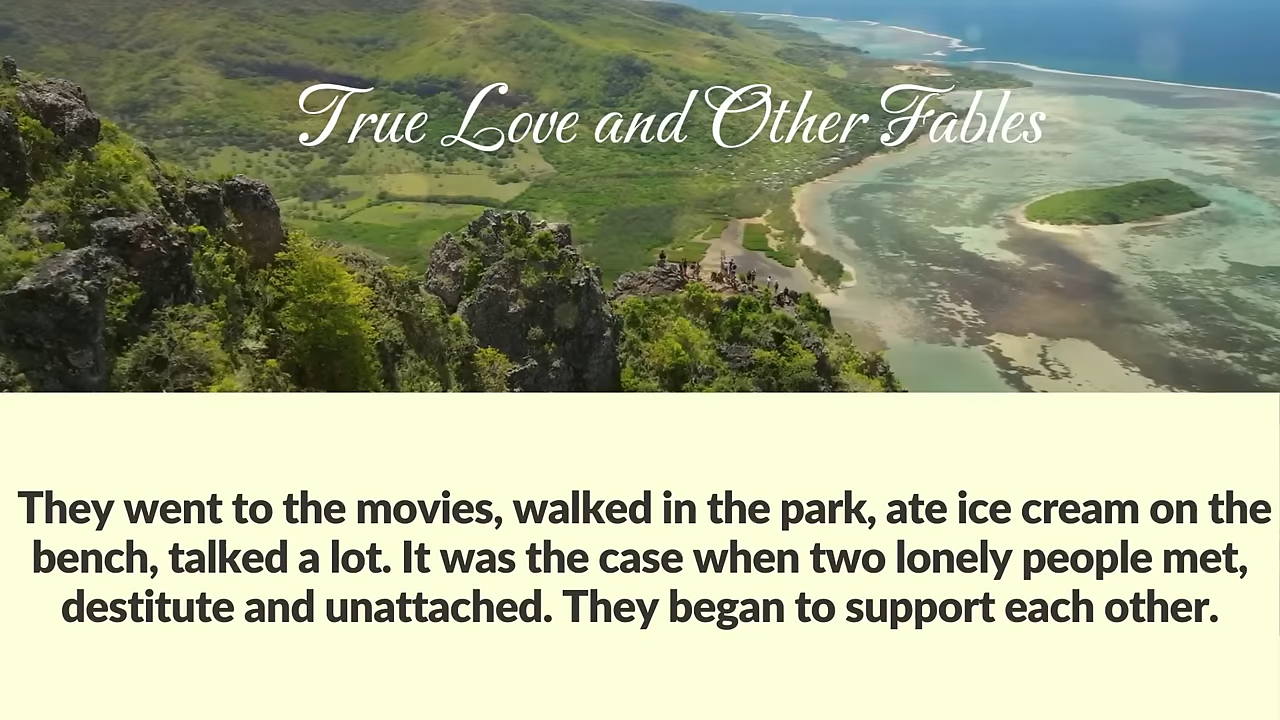 True Love and Other Fables
They went to the movies, walked in the park, ate ice cream on the
bench, talked a lot. It was the case when two lonely people met,
destitute and unattached. They began to support each other.